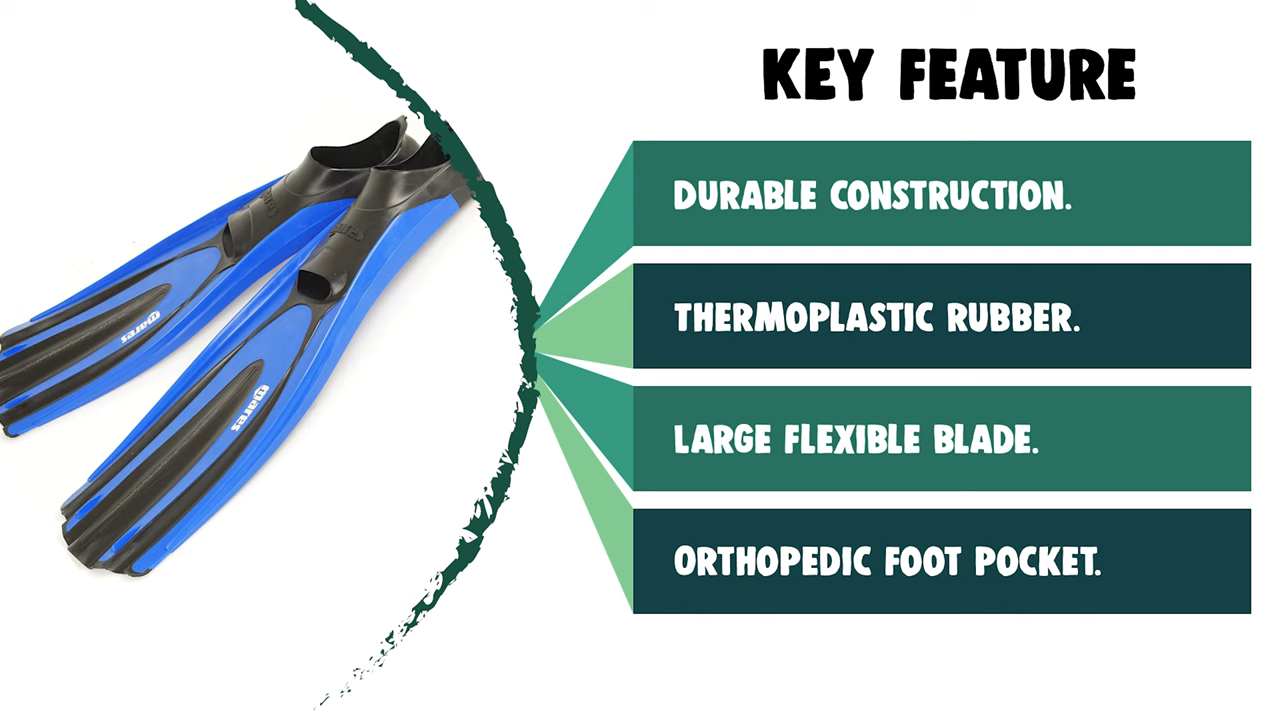 KEY FEATURE
DURABLE CONSTRUCTION.
THERMOPLASTIC RUBBER.
LARGE FLEXIBLE BLADE.
ORTHOPEDIC FOOT POCKET.
mares
mares